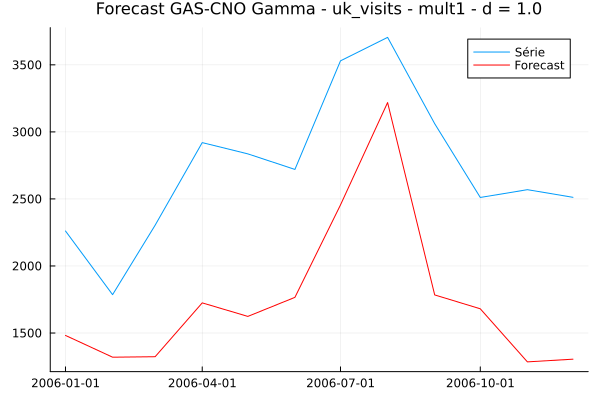 Forecast GAS-CNO Gamma - uk_visits - mult1 - d = 1.0
Série
Forecast
3500
3000
2500
2000
1500
2006-01-01 2006-04-01 2006-07-01 2006-10-01